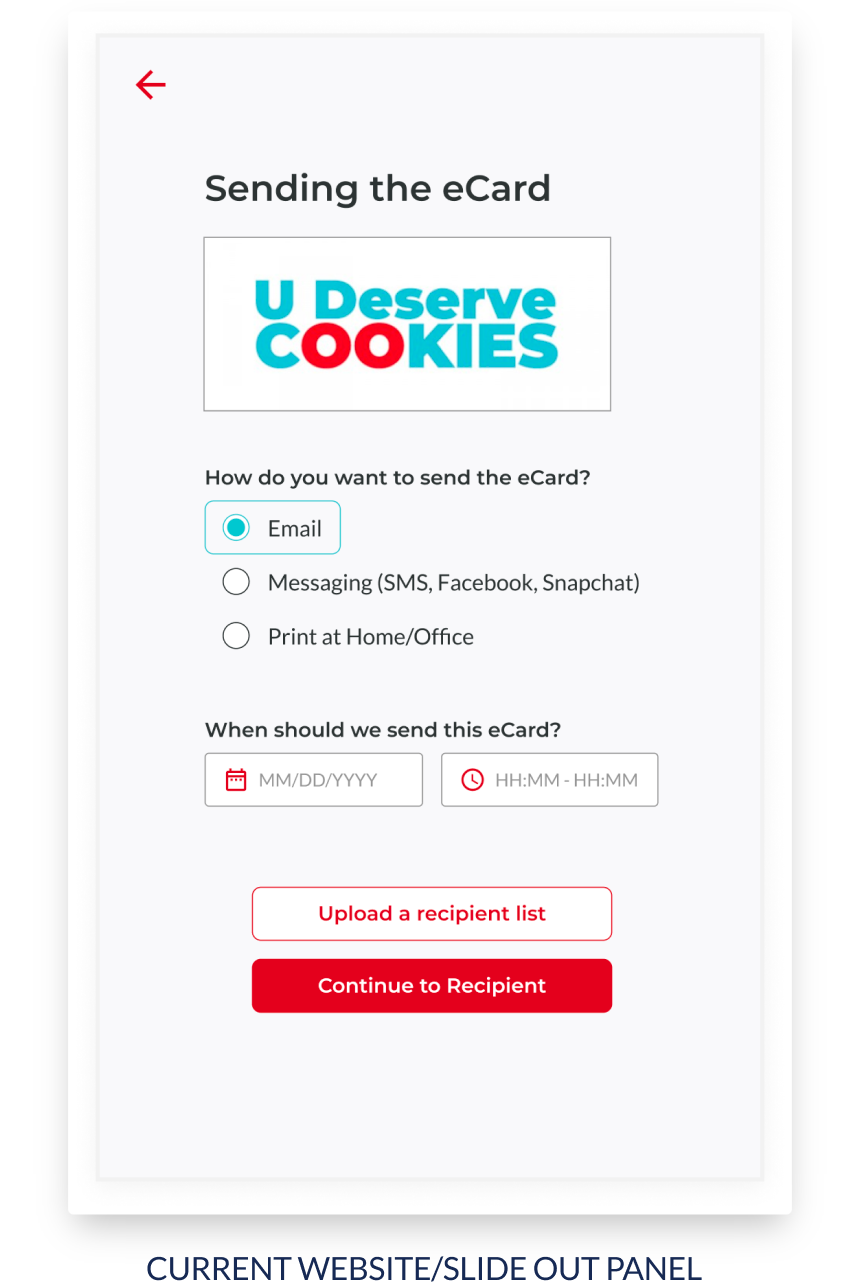 Sending the eCard
U Deserve
COOKIES
How do you want to send the eCard?
Email
Messaging (SMS, Facebook, Snapchat)
Print at Home/Office
When should we send this eCard?
MM/DD/YYYY
HH:MM - HH:MM
Upload a recipient list
Continue to Recipient
CURRENT WEBSITE/SLIDE OUT PANEL